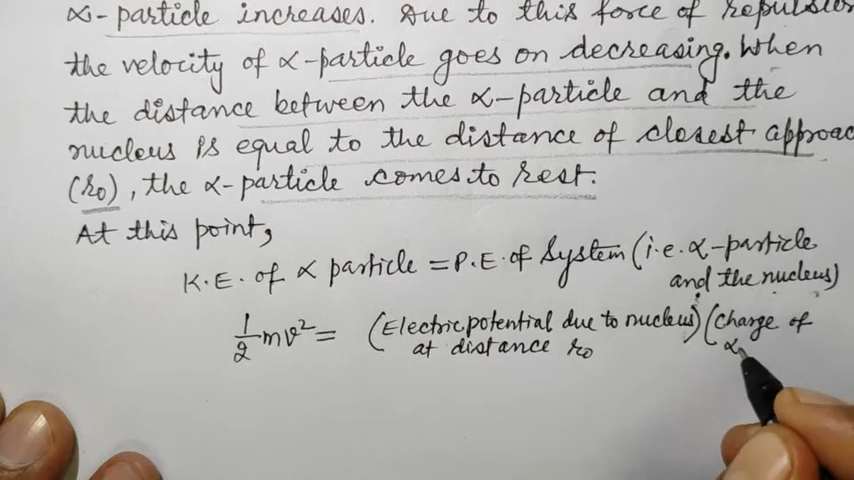 α-particle increases. Due to this force of repulsion
the velocity of α-particle goes on decreasing. When
the distance between the α-particle and the
nucleus is equal to the distance of closest approac
(r₀), the α-particle comes to rest.
At this point,
K.E. of α particle = P.E. of System (i.e. α-particle
and the nucleus)
1/2 mv² = (Electric potential due to nucleus) (Charge of
at distance r₀ α